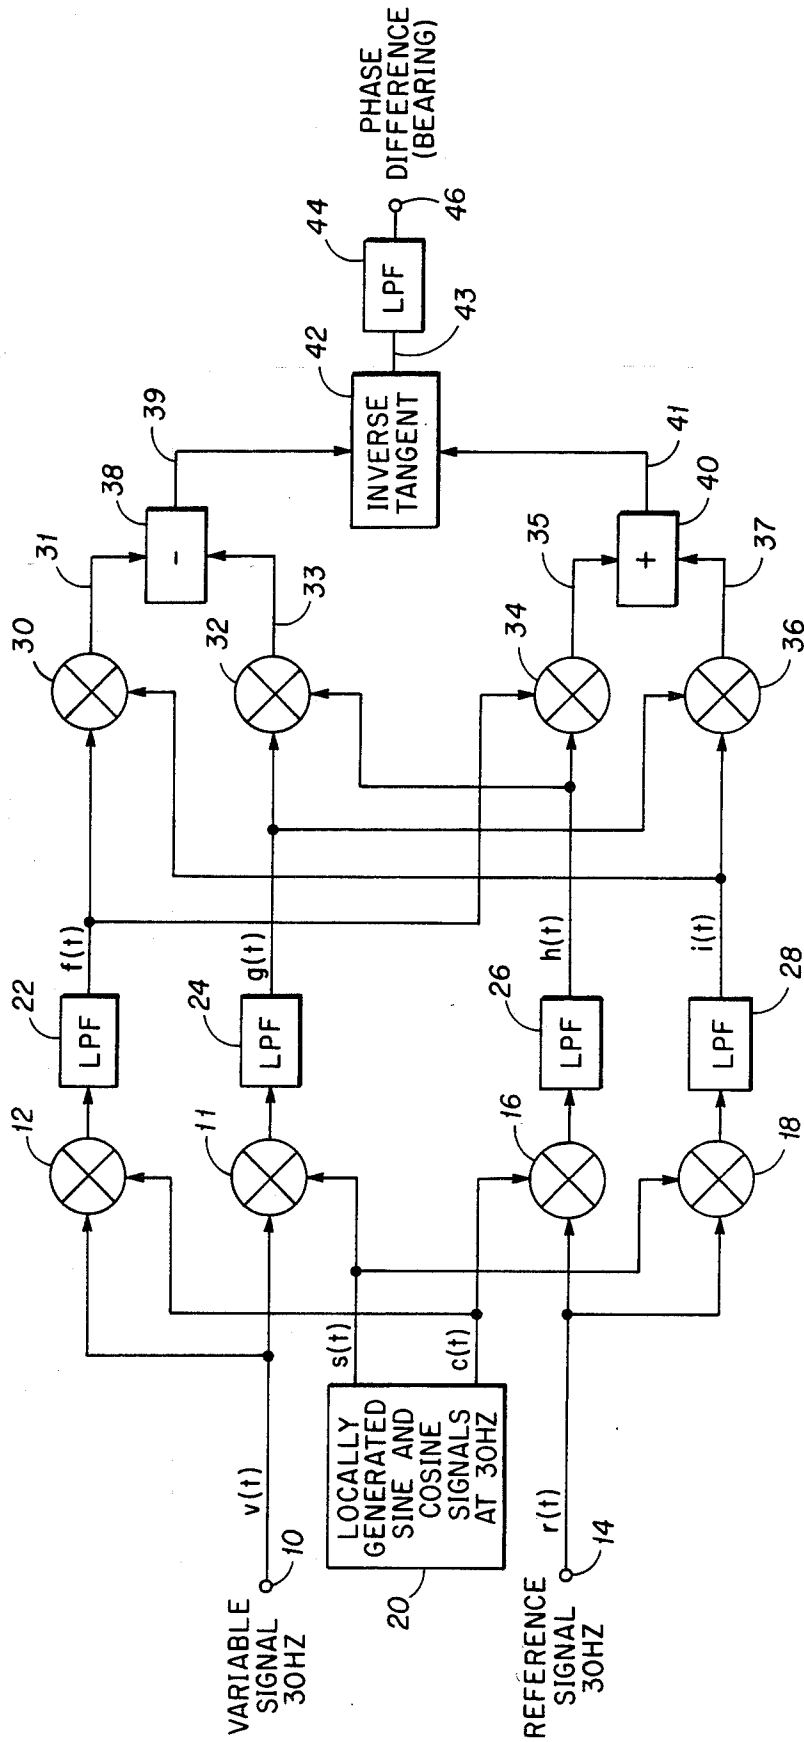 VARIABLE
SIGNAL
30HZ
10
v(t)
LOCALLY
GENERATED
SINE AND
COSINE
SIGNALS
AT 30HZ
20
s(t)
c(t)
REFERENCE
SIGNAL
30HZ
14
r(t)
12
11
16
18
LPF
22
LPF
24
LPF
26
LPF
28
f(t)
g(t)
h(t)
i(t)
30
31
32
33
34
35
36
37
-
38
39
+
40
41
INVERSE
TANGENT
42
43
LPF
44
46
PHASE
DIFFERENCE
(BEARING)